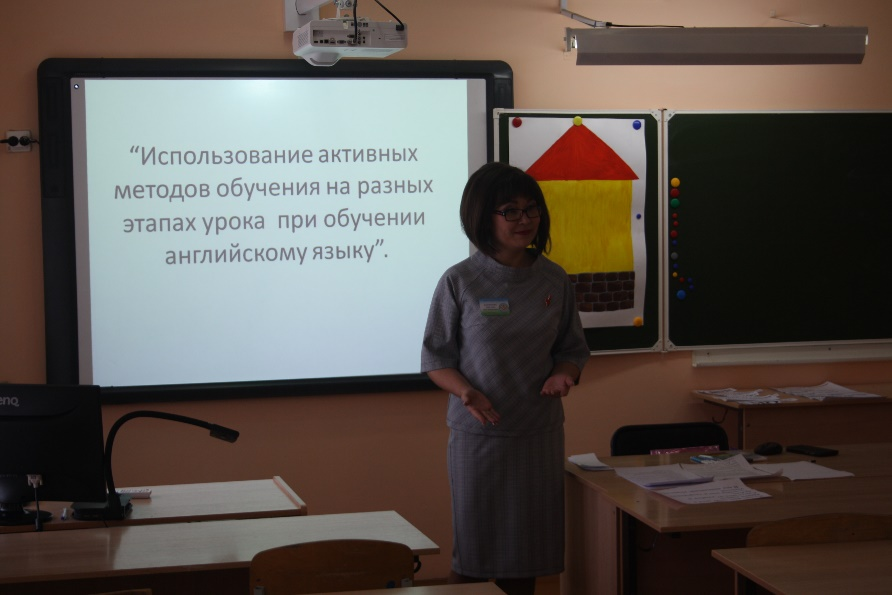 “Использование активных
методов обучения на разных
этапах урока при обучении
английскому языку”.